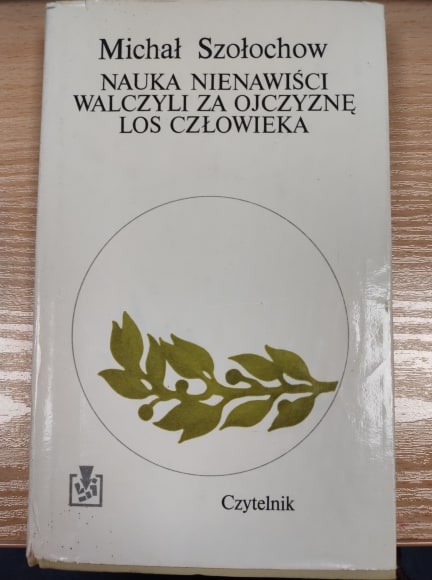 Michał Szołochow
NAUKA NIENAWIŚCI
WALCZYLI ZA OJCZYZNĘ
LOS CZŁOWIEKA
Czytelnik